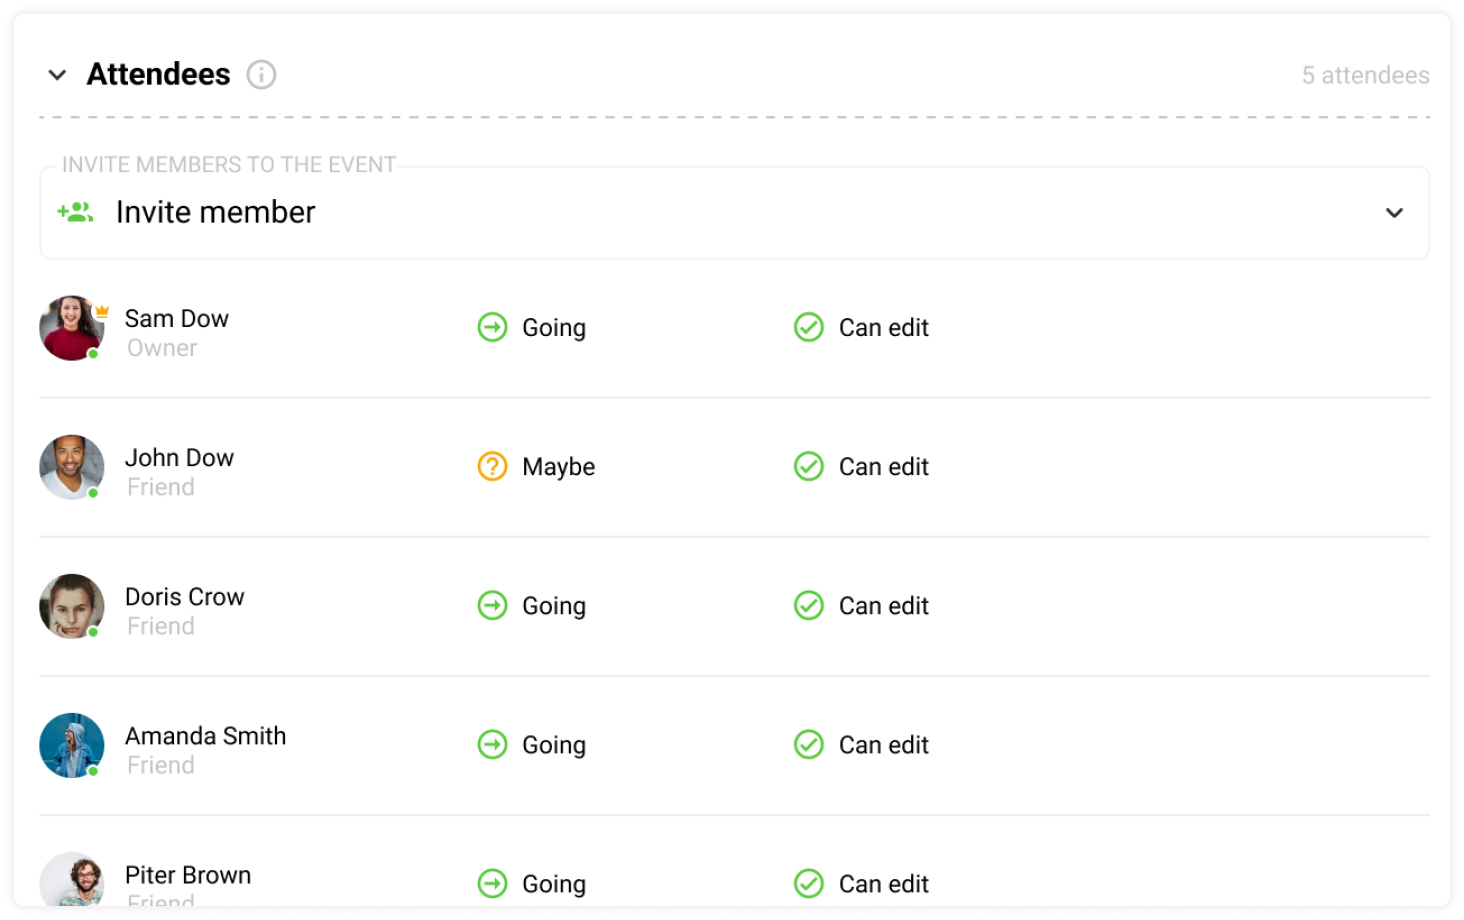 Attendees
5 attendees
INVITE MEMBERS TO THE EVENT
Invite member
Sam Dow
Owner
Going
Can edit
John Dow
Friend
Maybe
Can edit
Doris Crow
Friend
Going
Can edit
Amanda Smith
Friend
Going
Can edit
Piter Brown
Friend
Going
Can edit